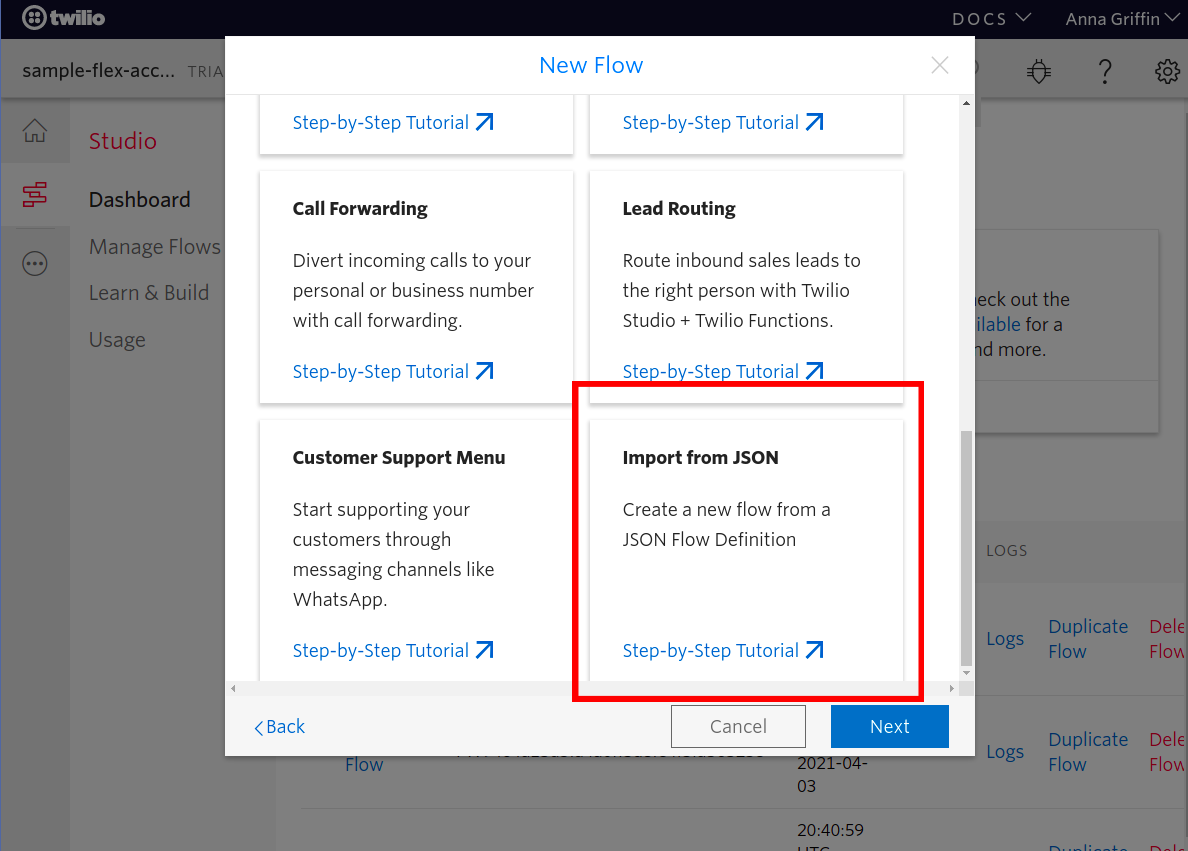 twilio
DOCS
Anna Griffin
sample-flex-acc...
TRIA
New Flow
Studio
Dashboard
Manage Flows
Learn & Build
Usage
Step-by-Step Tutorial
Step-by-Step Tutorial
Call Forwarding
Divert incoming calls to your
personal or business number
with call forwarding.
Step-by-Step Tutorial
Lead Routing
Route inbound sales leads to
the right person with Twilio
Studio + Twilio Functions.
Step-by-Step Tutorial
Customer Support Menu
Start supporting your
customers through
messaging channels like
WhatsApp.
Step-by-Step Tutorial
Import from JSON
Create a new flow from a
JSON Flow Definition
Step-by-Step Tutorial
Back
Cancel
Next
eck out the
ilable for a
nd more.
LOGS
Logs
Duplicate
Flow
Dele
Flow
Logs
Duplicate
Flow
Dele
Flow
Flow
2021-04-
03
20:40:59
UTC
Duplicate
Dele